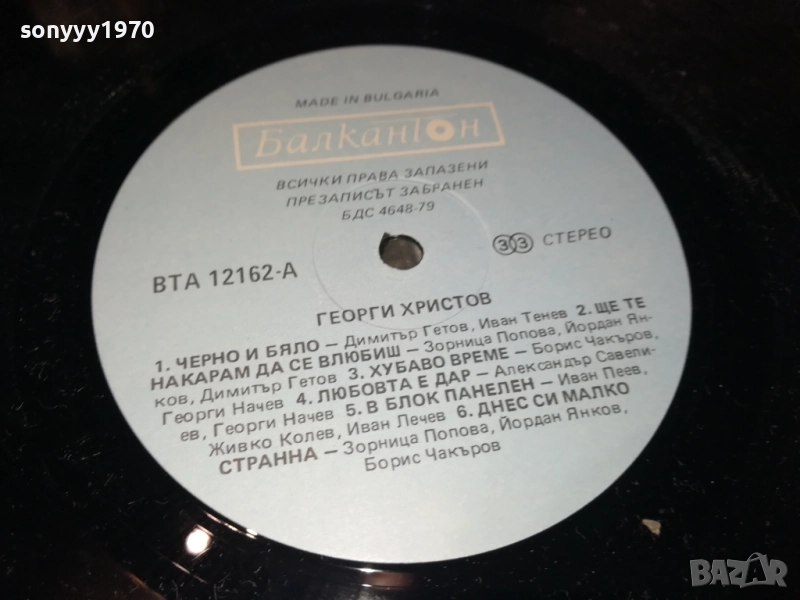 sonyyy1970
MADE IN BULGARIA
Балкантон
ВСИЧКИ ПРАВА ЗАПАЗЕНИ
ПРЕЗАПИСЪТ ЗАБРАНЕН
БДС 4648-79
ВТА 12162-А
33 СТЕРЕО
ГЕОРГИ ХРИСТОВ
1. ЧЕРНО И БЯЛО – Димитър Гетов, Иван Тенев 2. ЩЕ ТЕ
НАКАРАМ ДА СЕ ВЛЮБИШ – Зорница Попова, Йордан Ян-
ков, Димитър Гетов 3. ХУБАВО ВРЕМЕ – Борис Чакъров,
Георги Начев 4. ЛЮБОВТА Е ДАР – Александър Савели-
ев, Георги Начев 5. В БЛОК ПАНЕЛЕН – Иван Пеев,
Живко Колев, Иван Лечев 6. ДНЕС СИ МАЛКО
СТРАННА – Зорница Попова, Йордан Янков,
Борис Чакъров
BAZAR
bg